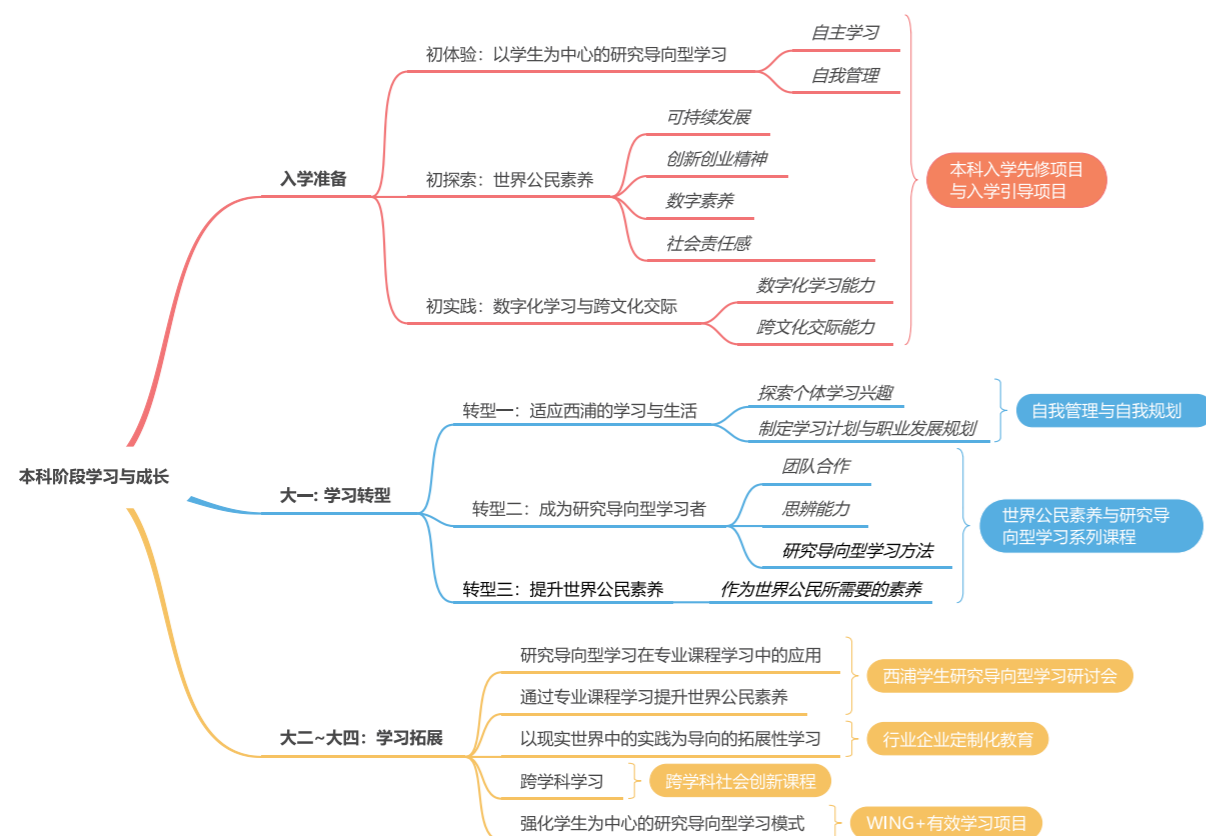 本科阶段学习与成长
入学准备
初体验：以学生为中心的研究导向型学习
自主学习
自我管理
初探索：世界公民素养
可持续发展
创新创业精神
数字素养
社会责任感
初实践：数字化学习与跨文化交际
数字化学习能力
跨文化交际能力
本科入学先修项目
与入学引导项目
大一: 学习转型
转型一：适应西浦的学习与生活
探索个体学习兴趣
制定学习计划与职业发展规划
自我管理与自我规划
转型二：成为研究导向型学习者
团队合作
思辨能力
研究导向型学习方法
转型三：提升世界公民素养
作为世界公民所需要的素养
世界公民素养与研究导
向型学习系列课程
大二~大四：学习拓展
研究导向型学习在专业课程学习中的应用
通过专业课程学习提升世界公民素养
西浦学生研究导向型学习研讨会
以现实世界中的实践为导向的拓展性学习
行业企业定制化教育
跨学科学习
跨学科社会创新课程
强化学生为中心的研究导向型学习模式
WING+有效学习项目